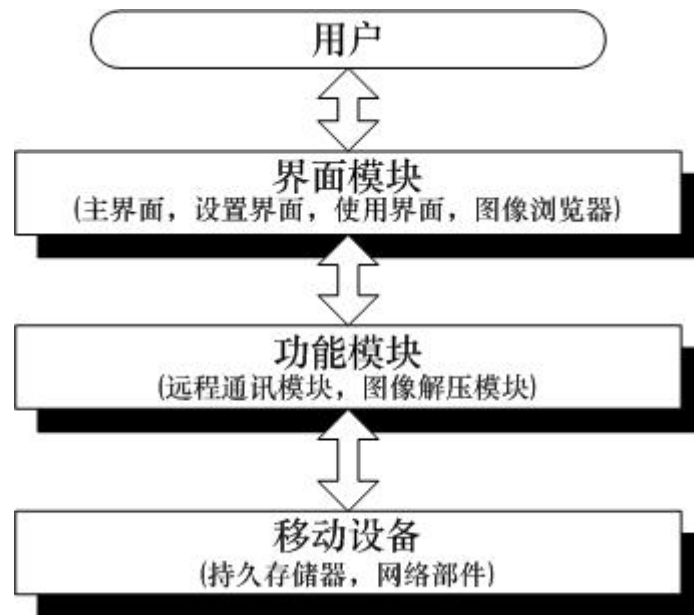 用户
界面模块
(主界面，设置界面，使用界面，图像浏览器)
功能模块
(远程通讯模块，图像解压模块)
移动设备
(持久存储器，网络部件)